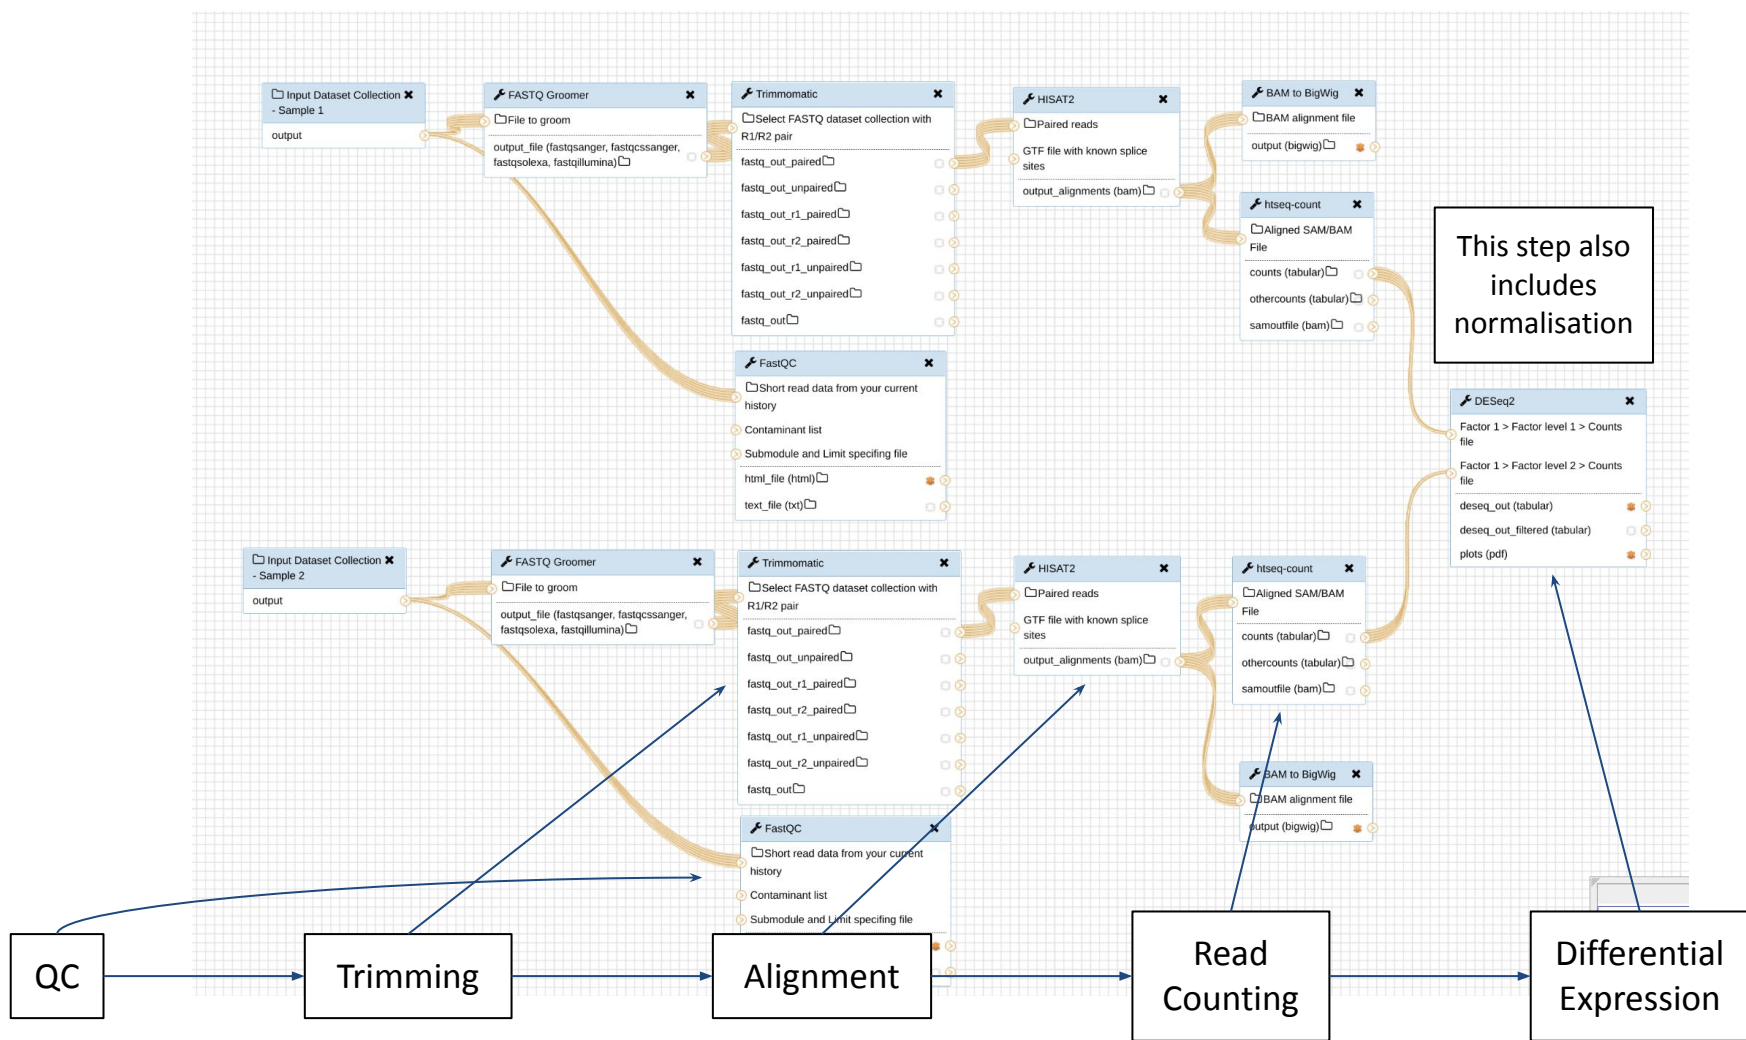 Input Dataset Collection
- Sample 1
output
FASTQ Groomer
File to groom
output_file (fastqsanger, fastqcssanger,
fastqsolexa, fastqillumina)
Trimmomatic
Select FASTQ dataset collection with
R1/R2 pair
fastq_out_paired
fastq_out_unpaired
fastq_out_r1_paired
fastq_out_r2_paired
fastq_out_r1_unpaired
fastq_out_r2_unpaired
fastq_out
HISAT2
Paired reads
GTF file with known splice
sites
output_alignments (bam)
BAM to BigWig
BAM alignment file
output (bigwig)
htseq-count
Aligned SAM/BAM
File
counts (tabular)
othercounts (tabular)
samoutfile (bam)
This step also
includes
normalisation
FastQC
Short read data from your current
history
Contaminant list
Submodule and Limit specifing file
html_file (html)
text_file (txt)
DESeq2
Factor 1 > Factor level 1 > Counts
file
Factor 1 > Factor level 2 > Counts
file
deseq_out (tabular)
deseq_out_filtered (tabular)
plots (pdf)
Input Dataset Collection
- Sample 2
output
FASTQ Groomer
File to groom
output_file (fastqsanger, fastqcssanger,
fastqsolexa, fastqillumina)
Trimmomatic
Select FASTQ dataset collection with
R1/R2 pair
fastq_out_paired
fastq_out_unpaired
fastq_out_r1_paired
fastq_out_r2_paired
fastq_out_r1_unpaired
fastq_out_r2_unpaired
fastq_out
HISAT2
Paired reads
GTF file with known splice
sites
output_alignments (bam)
htseq-count
Aligned SAM/BAM
File
counts (tabular)
othercounts (tabular)
samoutfile (bam)
BAM to BigWig
BAM alignment file
output (bigwig)
FastQC
Short read data from your current
history
Contaminant list
Submodule and Limit specifing file
QC
Trimming
Alignment
Read
Counting
Differential
Expression